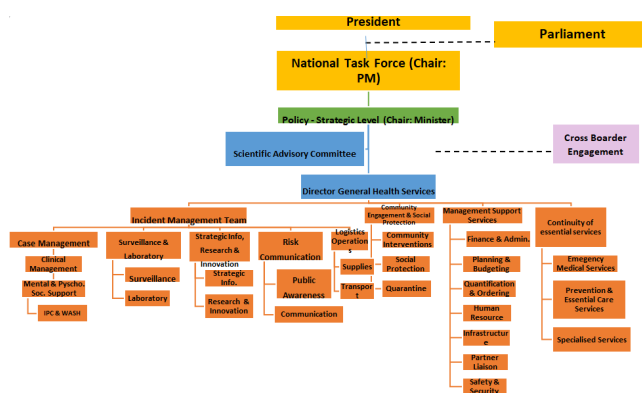 President
Parliament
National Task Force (Chair:
PM)
Policy - Strategic Level (Chair: Minister)
Scientific Advisory Committee
Cross Boarder
Engagement
Director General Health Services
Incident Management Team
Community
Engagement & Social
Protection
Management Support
Services
Continuity of
essential services
Case Management
Clinical
Management
Mental & Pyscho.
Soc. Support
IPC & WASH
Surveillance &
Laboratory
Surveillance
Laboratory
Strategic Info,
Research &
Innovation
Strategic
Info.
Research &
Innovation
Risk
Communication
Public
Awareness
Communication
Logistics
Operation
s
Supplies
Transpor
t
Community
Interventions
Social
Protection
Quarantine
Finance & Admin.
Planning &
Budgeting
Quantification
& Ordering
Human
Resource
Infrastructur
e
Partner
Liaison
Safety &
Security
Emegency
Medical Services
Prevention &
Essential Care
Services
Specialised Services